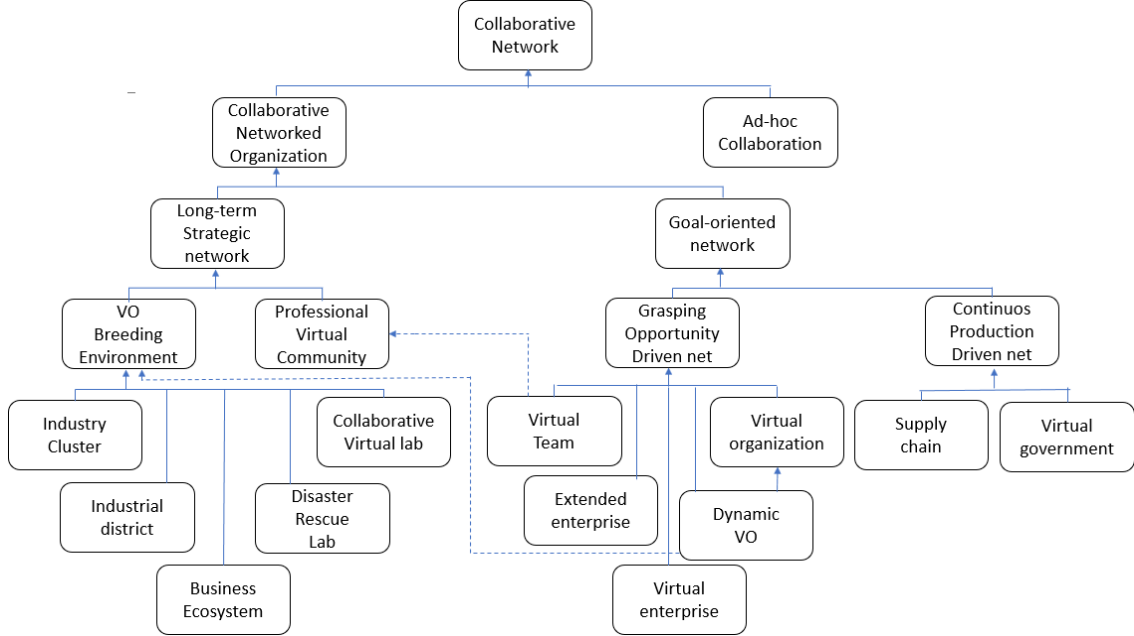 Collaborative
Network
Collaborative
Networked
Organization
Ad-hoc
Collaboration
Long-term
Strategic
network
Goal-oriented
network
VO
Breeding
Environment
Professional
Virtual
Community
Grasping
Opportunity
Driven net
Continuos
Production
Driven net
Industry
Cluster
Collaborative
Virtual lab
Virtual
Team
Virtual
organization
Supply
chain
Virtual
government
Industrial
district
Disaster
Rescue
Lab
Extended
enterprise
Dynamic
VO
Business
Ecosystem
Virtual
enterprise